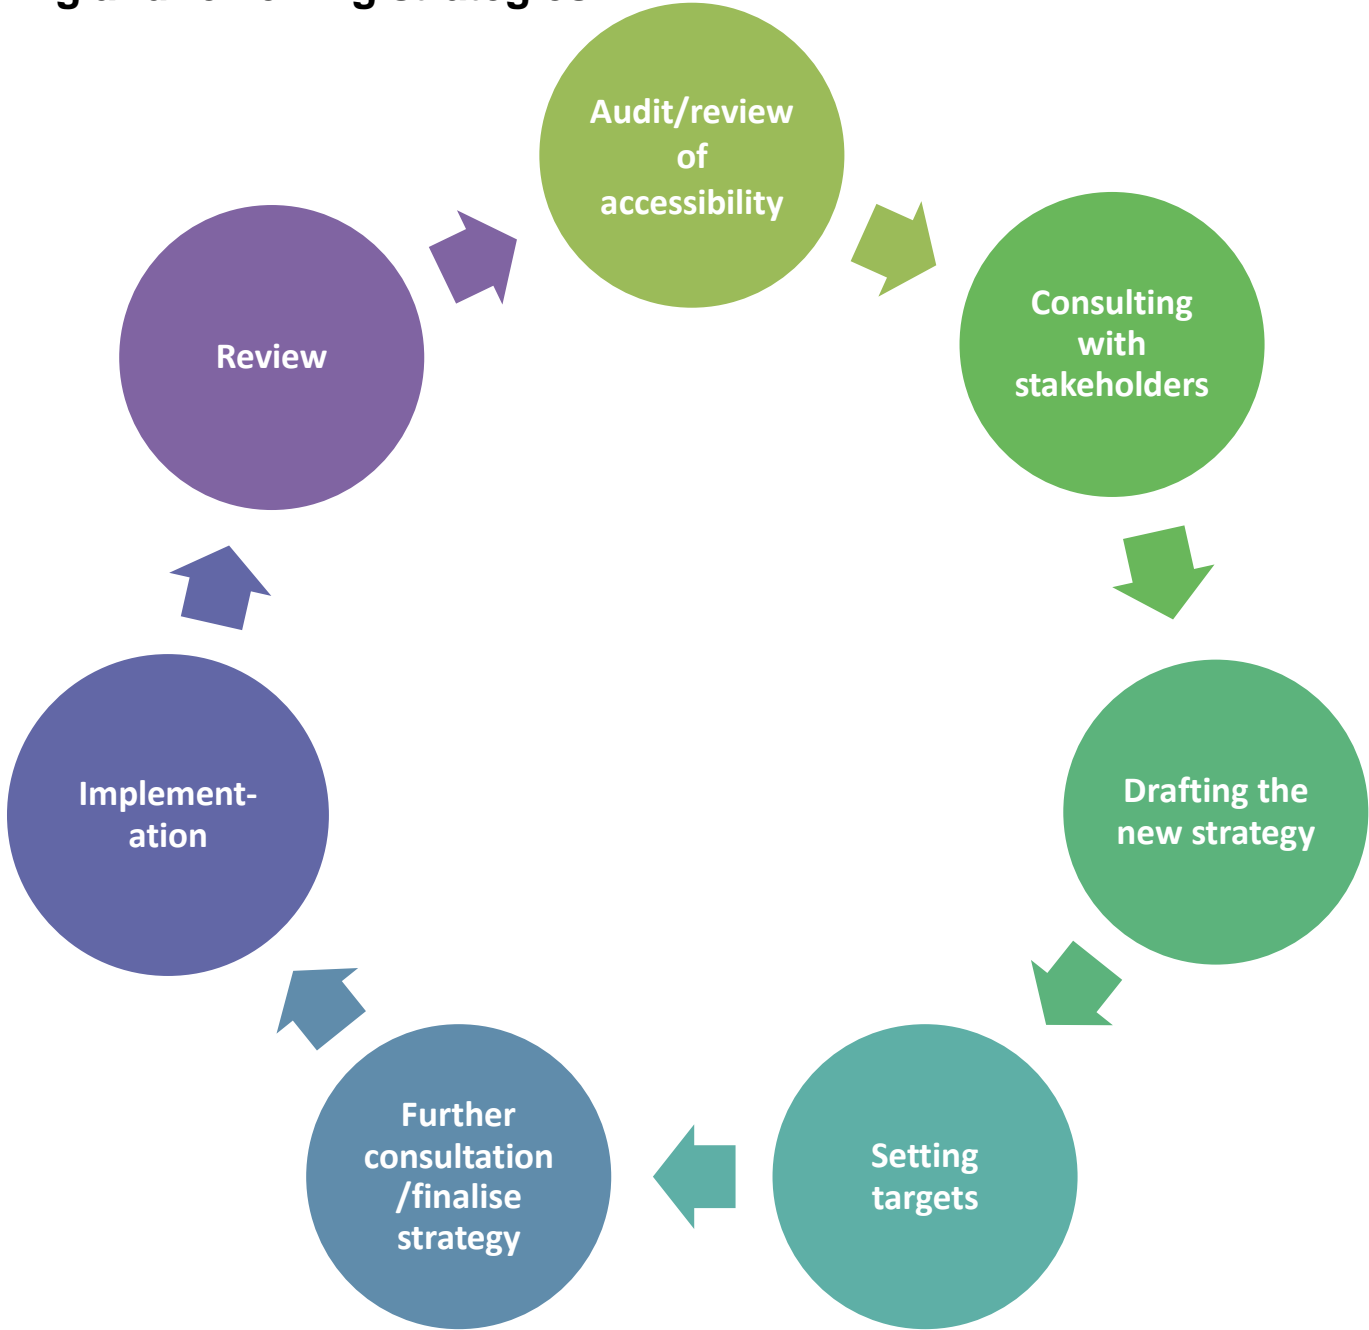 Audit/review
of
accessibility
Consulting
with
stakeholders
Drafting the
new strategy
Setting
targets
Further
consultation
/finalise
strategy
Implement-
ation
Review